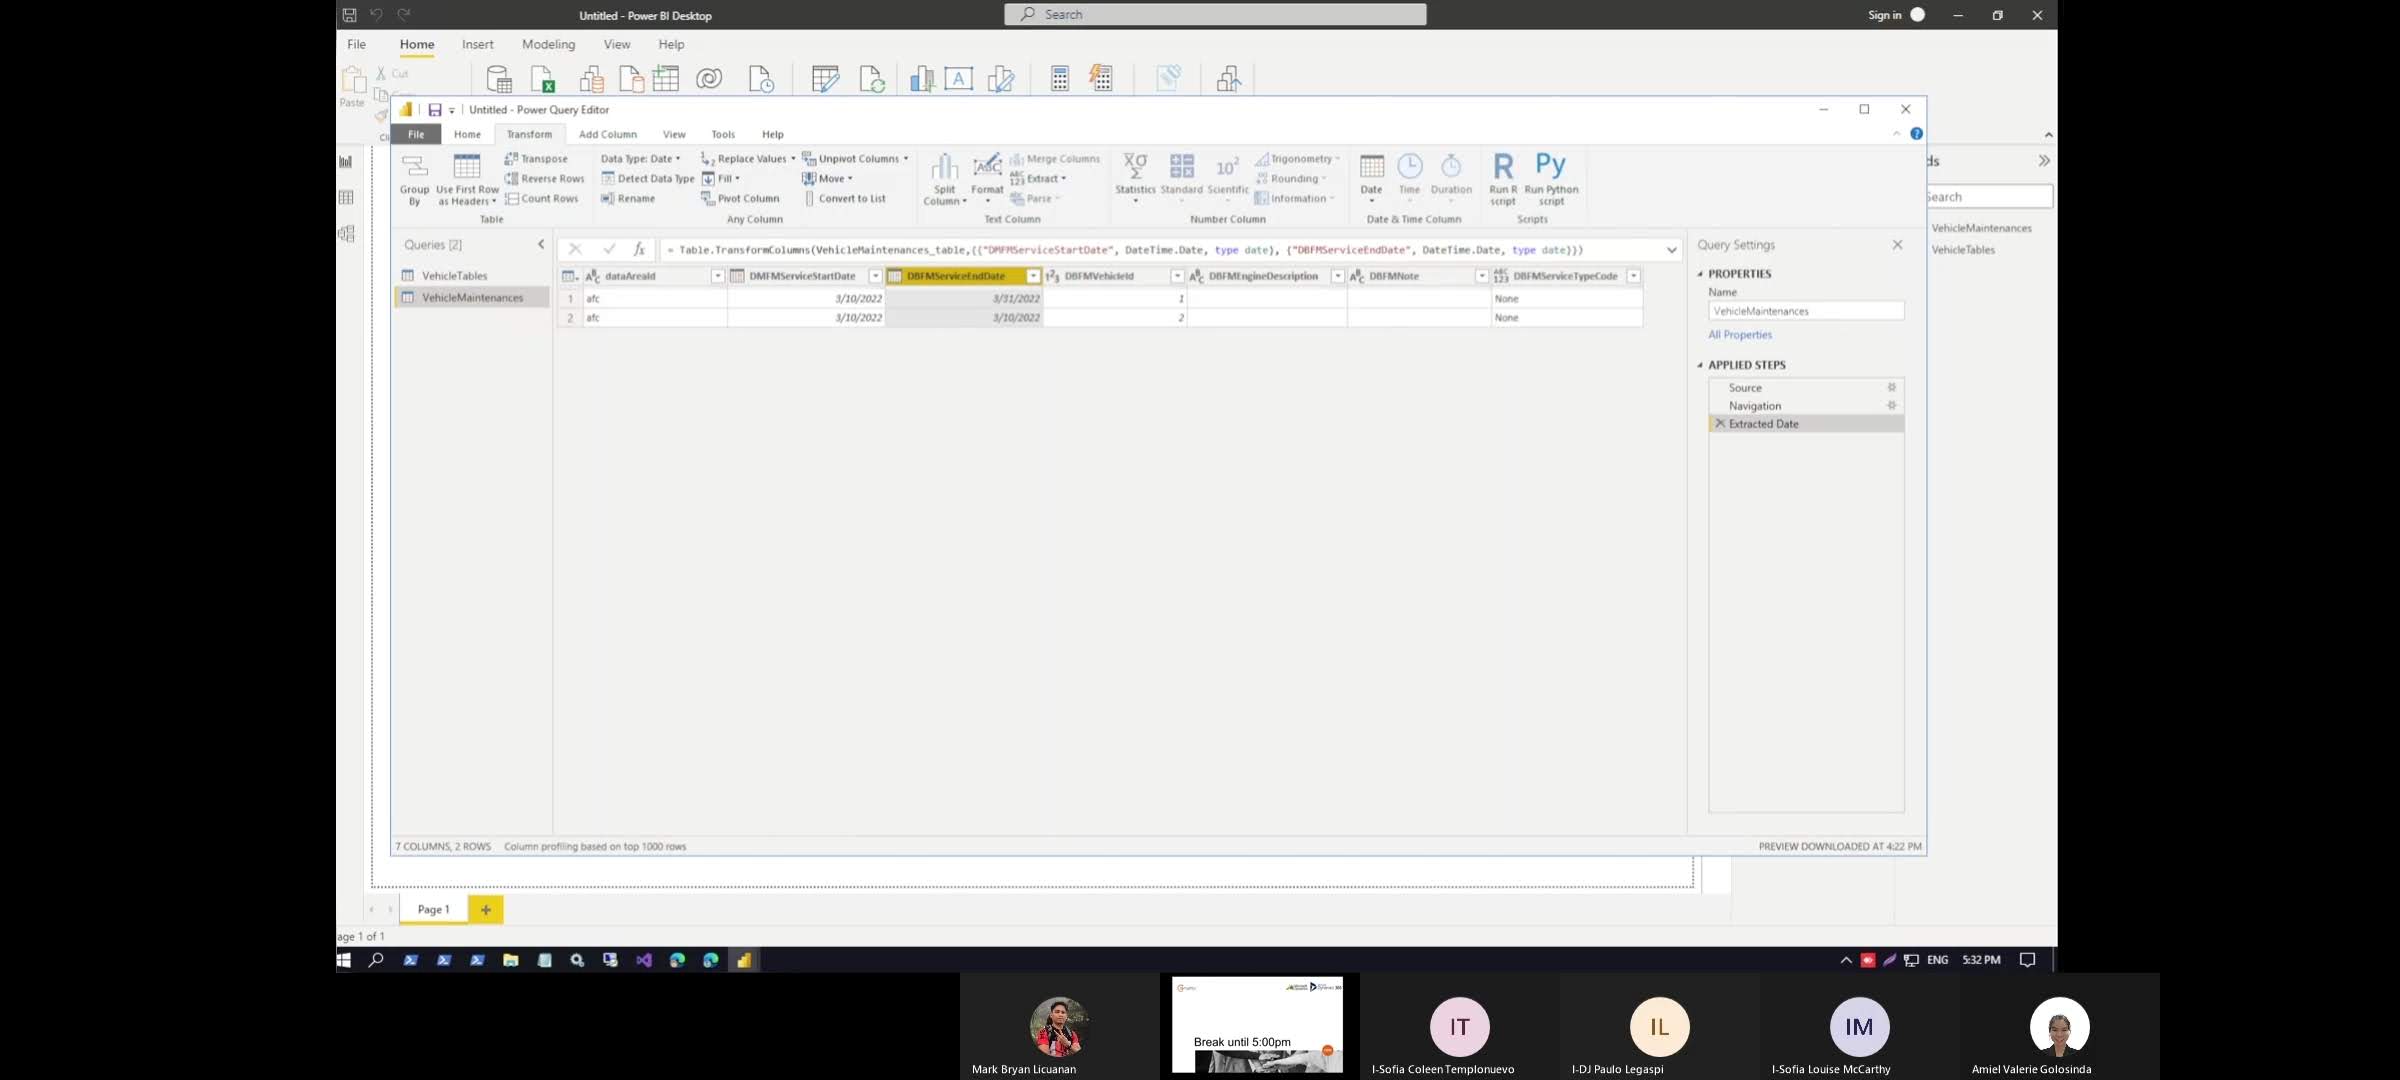 Untitled - Power BI Desktop
Search
Sign in
File Home Insert Modeling View Help
Paste
Cut
Untitled - Power Query Editor
File Home Transform Add Column View Tools Help
Group By
Use First Row as Headers
Transpose
Reverse Rows
Count Rows
Table
Data Type: Date
Detect Data Type
Rename
Replace Values
Fill
Pivot Column
Unpivot Columns
Move
Convert to List
Any Column
Split Column
Format
Merge Columns
Extract
Parse
Text Column
Statistics
Standard
Scientific
Trigonometry
Rounding
Information
Number Column
Date
Time
Duration
Date & Time Column
Run R script
Run Python script
Scripts
ds
Search
VehicleMaintenances
VehicleTables
Queries [2]
VehicleTables
VehicleMaintenances
= Table.TransformColumns(VehicleMaintenances_table,{{"DMFMServiceStartDate", DateTime.Date, type date}, {"DBFMServiceEndDate", DateTime.Date, type date}})
dataAreaId DMFMServiceStartDate DBFMServiceEndDate DBFMVehicleId DBFMEngineDescription DBFMNote DBFMServiceTypeCode
1 afc 3/10/2022 3/31/2022 1 None
2 afc 3/10/2022 3/10/2022 2 None
Query Settings
PROPERTIES
Name
VehicleMaintenances
All Properties
APPLIED STEPS
Source
Navigation
Extracted Date
7 COLUMNS, 2 ROWS Column profiling based on top 1000 rows
PREVIEW DOWNLOADED AT 4:22 PM
Page 1
age 1 of 1
ENG 5:32 PM
Break until 5:00pm
IT
IL
IM
Mark Bryan Licuanan
I-Sofia Coleen Templonuevo
I-DJ Paulo Legaspi
I-Sofia Louise McCarthy
Amiel Valerie Golosinda